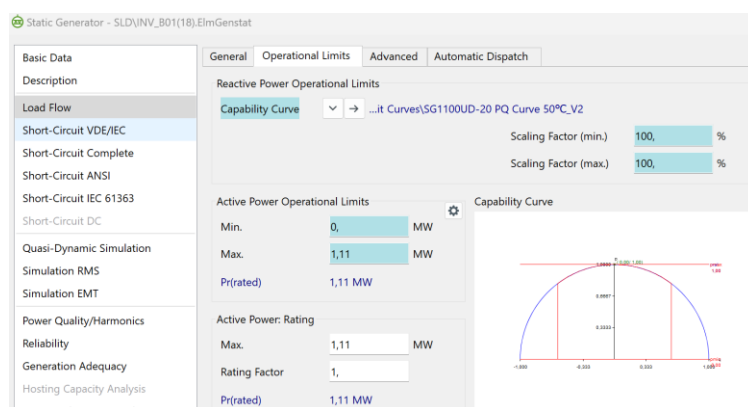 Static Generator - SLD\INV_B01(18).ElmGenstat
Basic Data
Description
Load Flow
Short-Circuit VDE/IEC
Short-Circuit Complete
Short-Circuit ANSI
Short-Circuit IEC 61363
Short-Circuit DC
Quasi-Dynamic Simulation
Simulation RMS
Simulation EMT
Power Quality/Harmonics
Reliability
Generation Adequacy
Hosting Capacity Analysis
General Operational Limits Advanced Automatic Dispatch
Reactive Power Operational Limits
Capability Curve ...it Curves\SG1100UD-20 PQ Curve 50ºC_V2
Scaling Factor (min.) 100, %
Scaling Factor (max.) 100, %
Active Power Operational Limits
Min. 0, MW
Max. 1,11 MW
Pr(rated) 1,11 MW
Active Power: Rating
Max. 1,11 MW
Rating Factor 1,
Pr(rated) 1,11 MW
Capability Curve
1,00
0,3333
-1,000 -0,333 0,333